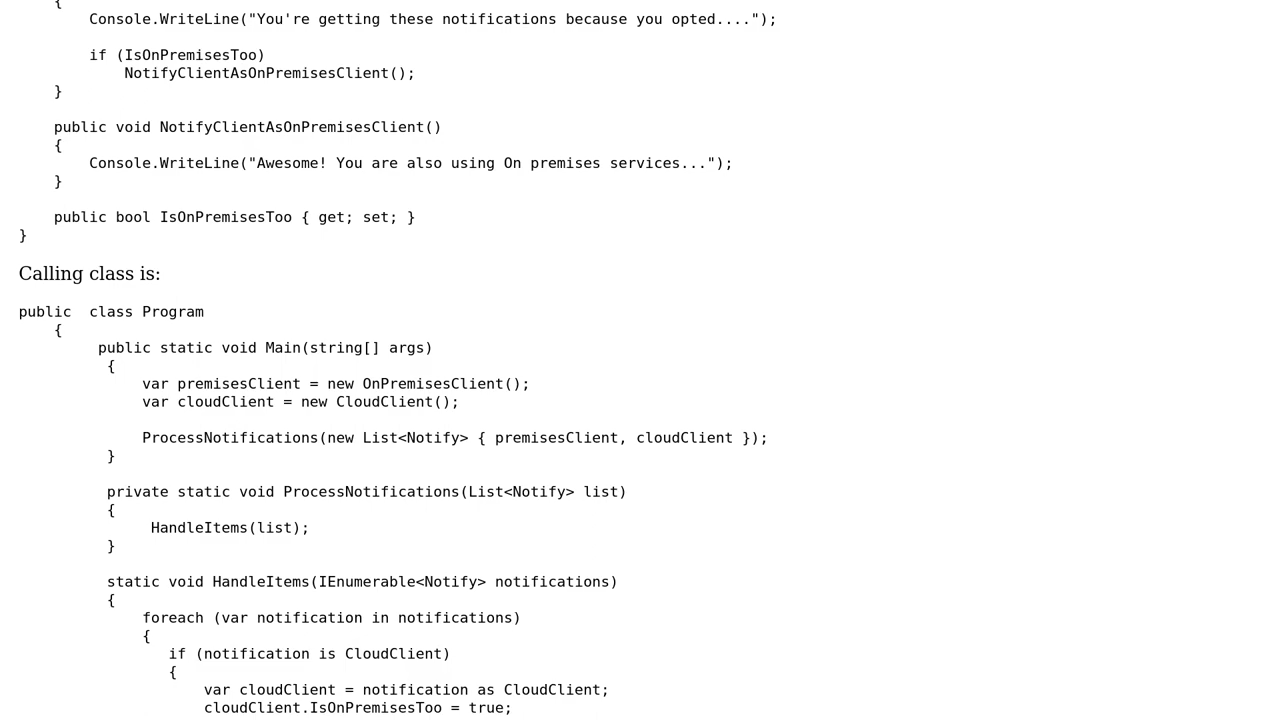 {
Console.WriteLine("You're getting these notifications because you opted....");
if (IsOnPremisesToo)
NotifyClientAsOnPremisesClient();
}
public void NotifyClientAsOnPremisesClient()
{
Console.WriteLine("Awesome! You are also using On premises services...");
}
public bool IsOnPremisesToo { get; set; }
}
Calling class is:
public  class Program
{
public static void Main(string[] args)
{
var premisesClient = new OnPremisesClient();
var cloudClient = new CloudClient();
ProcessNotifications(new List<Notify> { premisesClient, cloudClient });
}
private static void ProcessNotifications(List<Notify> list)
{
HandleItems(list);
}
static void HandleItems(IEnumerable<Notify> notifications)
{
foreach (var notification in notifications)
{
if (notification is CloudClient)
{
var cloudClient = notification as CloudClient;
cloudClient.IsOnPremisesToo = true;